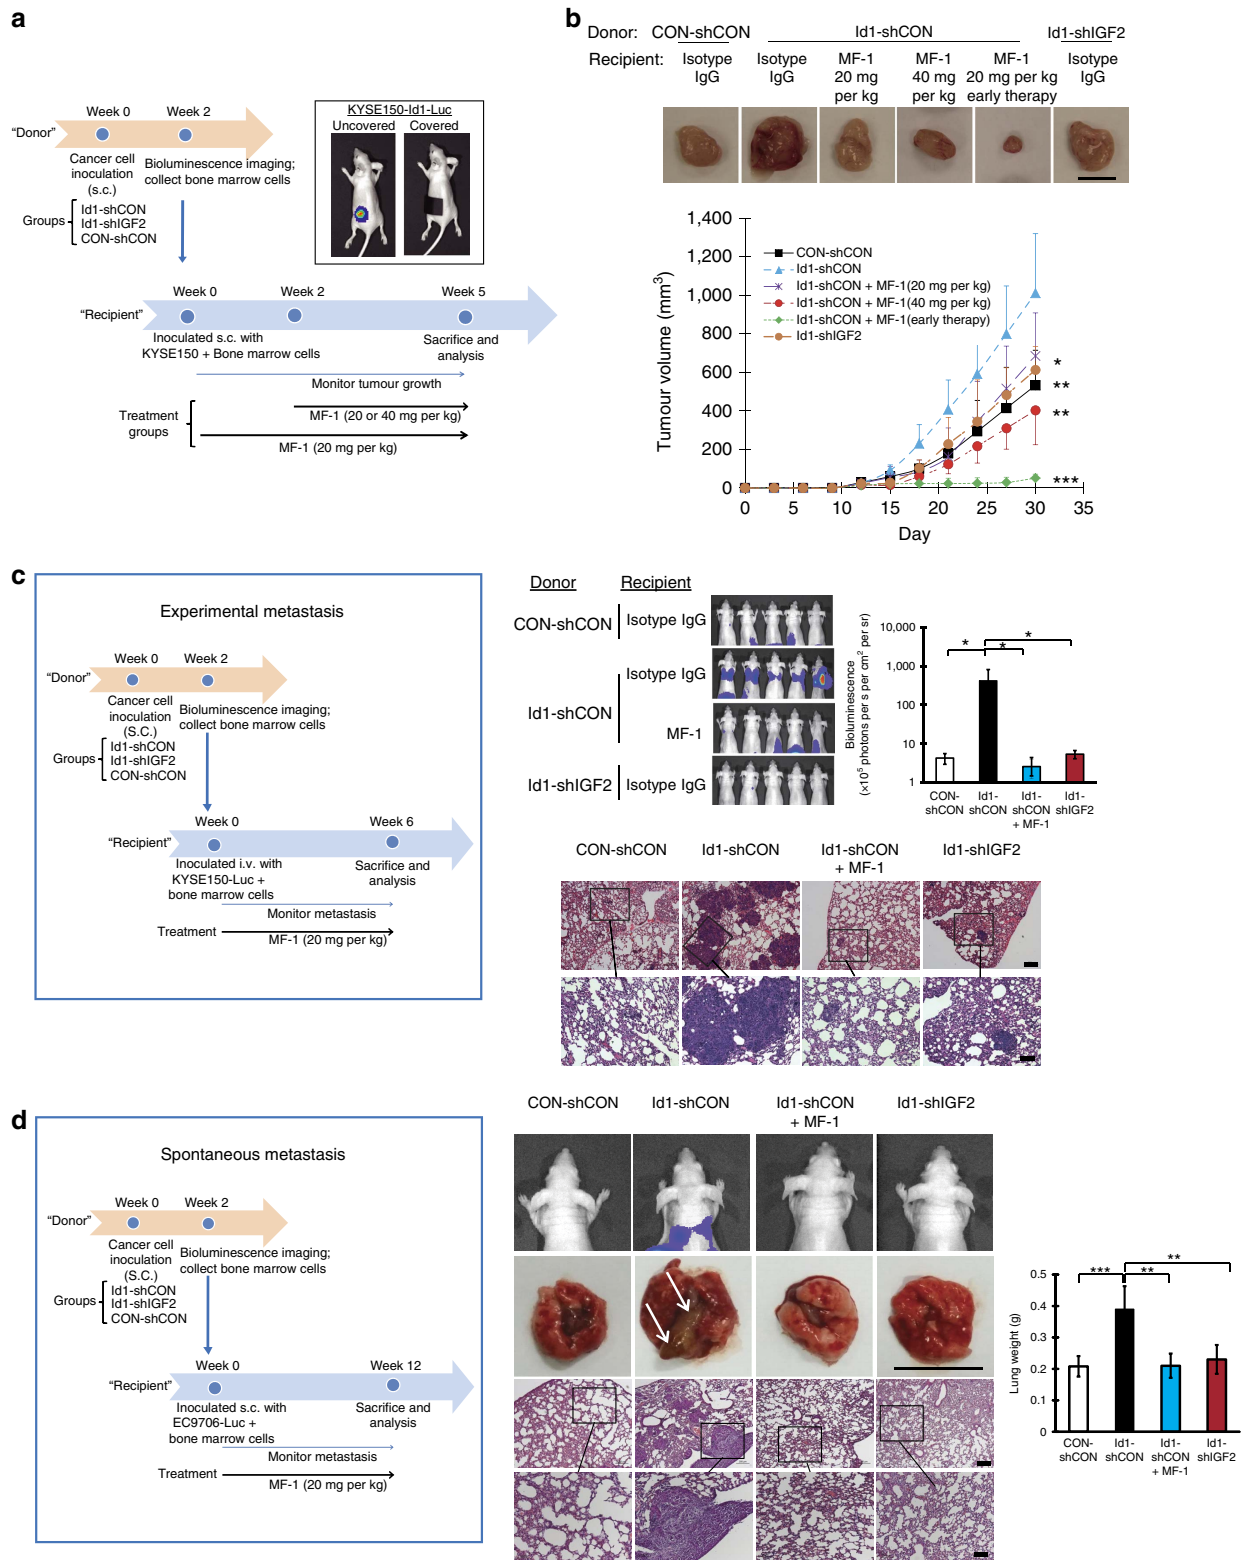 a
Week 0
Week 2
"Donor"
Cancer cell
inoculation
(s.c.)
Bioluminescence imaging;
collect bone marrow cells
Groups
Id1-shCON
Id1-shIGF2
CON-shCON
KYSE150-Id1-Luc
Uncovered
Covered
Week 0
Week 2
Week 5
"Recipient"
Inoculated s.c. with
KYSE150 + Bone marrow cells
Sacrifice and
analysis
Monitor tumour growth
Treatment
groups
MF-1 (20 or 40 mg per kg)
MF-1 (20 mg per kg)
b
Donor:
CON-shCON
Id1-shCON
Id1-shIGF2
Recipient:
Isotype
IgG
Isotype
IgG
MF-1
20 mg
per kg
MF-1
40 mg
per kg
MF-1
20 mg per kg
early therapy
Isotype
IgG
Tumour volume (mm³)
1,400
1,200
1,000
800
600
400
200
0
CON-shCON
Id1-shCON
Id1-shCON + MF-1(20 mg per kg)
Id1-shCON + MF-1(40 mg per kg)
Id1-shCON + MF-1(early therapy)
Id1-shIGF2
*
**
**
***
0 5 10 15 20 25 30 35
Day
c
Experimental metastasis
Week 0
Week 2
"Donor"
Cancer cell
inoculation
(S.C.)
Bioluminescence imaging;
collect bone marrow cells
Groups
Id1-shCON
Id1-shIGF2
CON-shCON
Week 0
Week 6
"Recipient"
Inoculated i.v. with
KYSE150-Luc +
bone marrow cells
Sacrifice and
analysis
Monitor metastasis
Treatment
MF-1 (20 mg per kg)
Donor
Recipient
CON-shCON
Isotype IgG
Id1-shCON
Isotype IgG
MF-1
Id1-shIGF2
Isotype IgG
Bioluminescence
(×10⁵ photons per s per cm² per sr)
10,000
1,000
100
10
1
*
*
*
CON-
shCON
Id1-
shCON
Id1-
shCON
+ MF-1
Id1-
shIGF2
CON-shCON
Id1-shCON
Id1-shCON
+ MF-1
Id1-shIGF2
d
Spontaneous metastasis
Week 0
Week 2
"Donor"
Cancer cell
inoculation
(S.C.)
Bioluminescence imaging;
collect bone marrow cells
Groups
Id1-shCON
Id1-shIGF2
CON-shCON
Week 0
Week 12
"Recipient"
Inoculated s.c. with
EC9706-Luc +
bone marrow cells
Sacrifice and
analysis
Monitor metastasis
Treatment
MF-1 (20 mg per kg)
CON-shCON
Id1-shCON
Id1-shCON
+ MF-1
Id1-shIGF2
Lung weight (g)
0.5
0.4
0.3
0.2
0.1
0
***
**
**
CON-
shCON
Id1-
shCON
Id1-
shCON
+ MF-1
Id1-
shIGF2